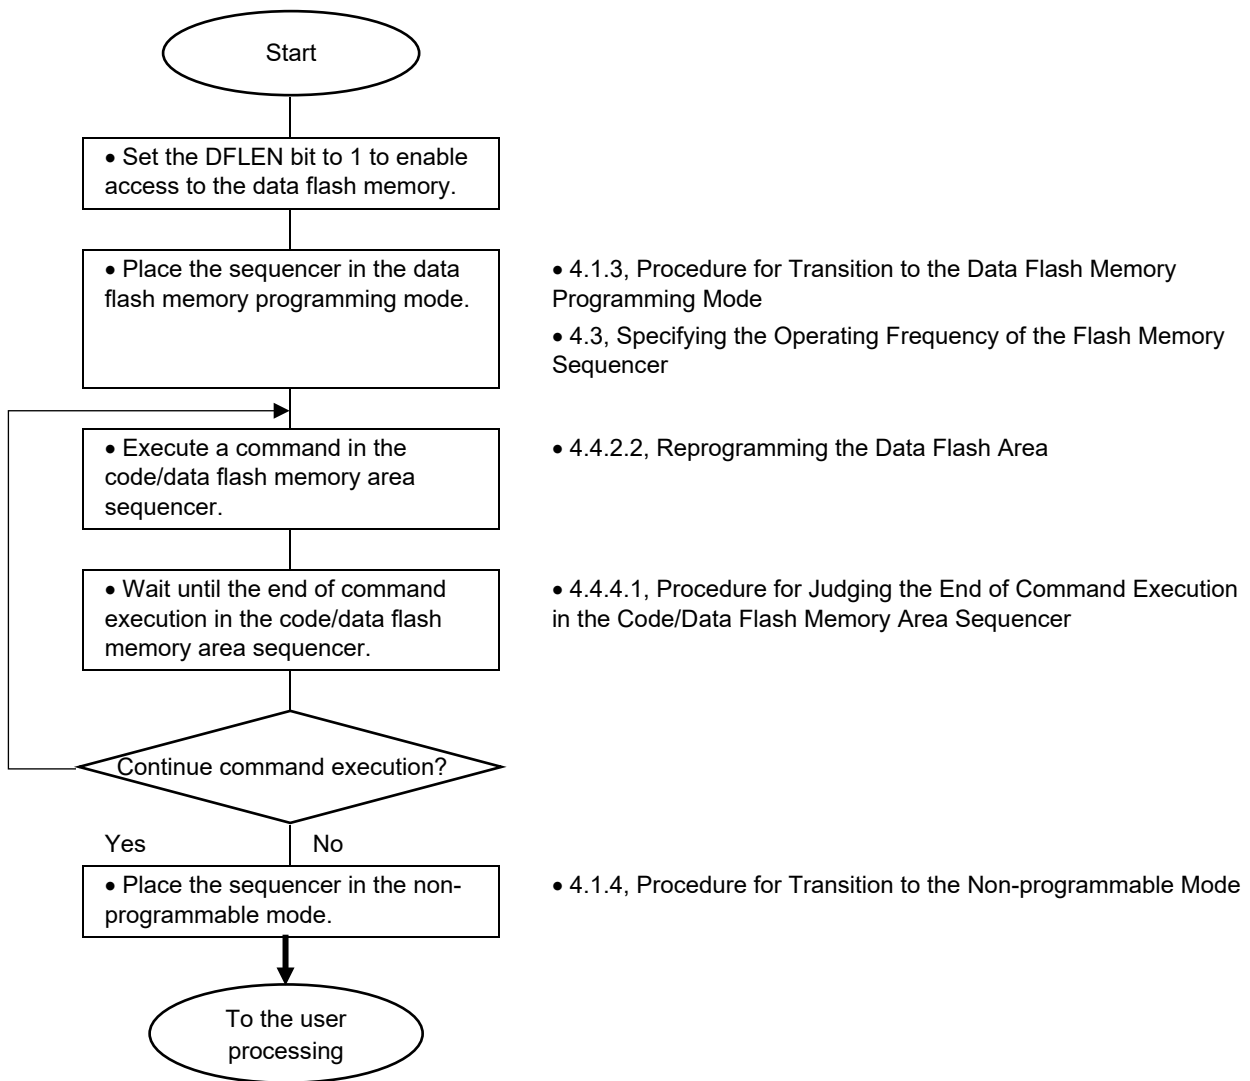 Start
• Set the DFLEN bit to 1 to enable
access to the data flash memory.
• Place the sequencer in the data
flash memory programming mode.
• 4.1.3, Procedure for Transition to the Data Flash Memory
Programming Mode
• 4.3, Specifying the Operating Frequency of the Flash Memory
Sequencer
• Execute a command in the
code/data flash memory area
sequencer.
• 4.4.2.2, Reprogramming the Data Flash Area
• Wait until the end of command
execution in the code/data flash
memory area sequencer.
• 4.4.4.1, Procedure for Judging the End of Command Execution
in the Code/Data Flash Memory Area Sequencer
Continue command execution?
Yes
No
• Place the sequencer in the non-
programmable mode.
• 4.1.4, Procedure for Transition to the Non-programmable Mode
To the user
processing